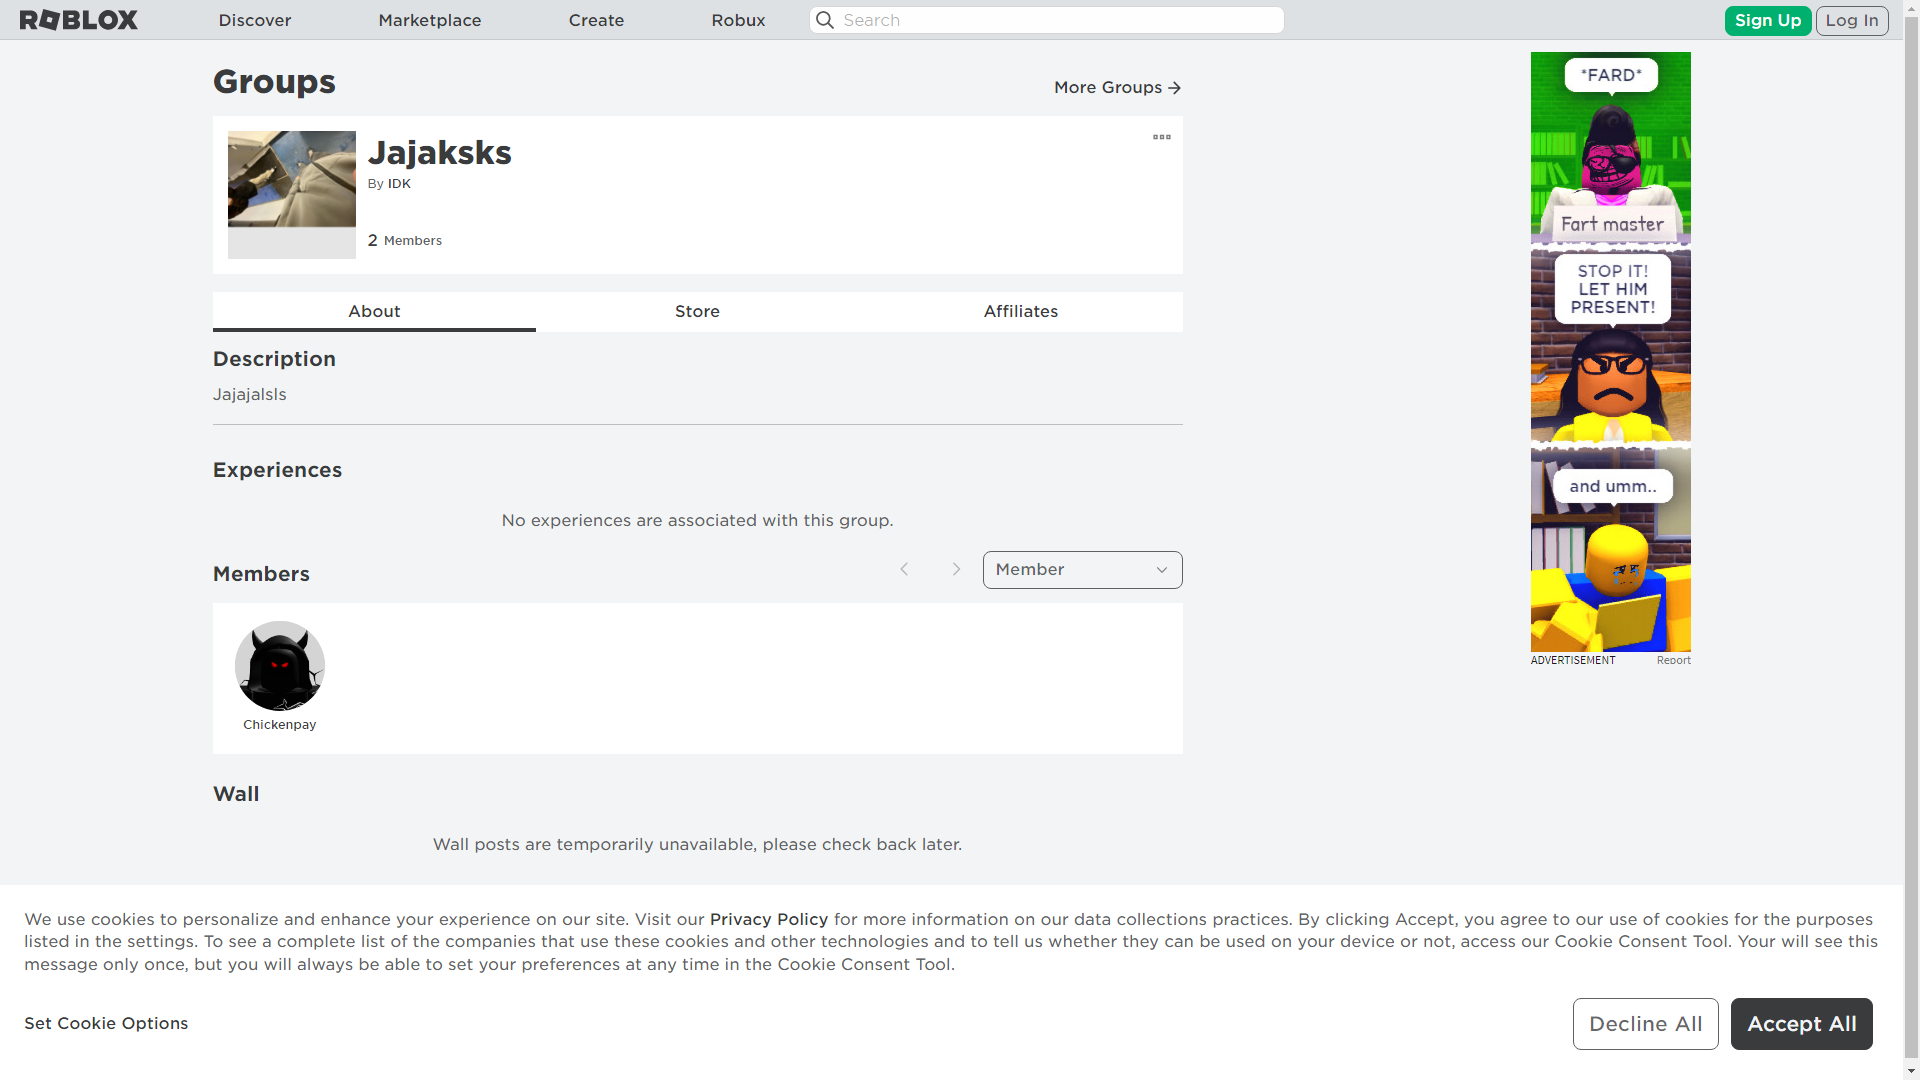 ROBLOX
Discover
Marketplace
Create
Robux
Search
Sign Up
Log In
Groups
More Groups
Jajaksks
By IDK
2 Members
About
Store
Affiliates
Description
Jajajalsls
Experiences
No experiences are associated with this group.
Members
Member
Chickenpay
Wall
Wall posts are temporarily unavailable, please check back later.
*FARD*
Fart master
STOP IT!
LET HIM
PRESENT!
and umm..
ADVERTISEMENT
Report
We use cookies to personalize and enhance your experience on our site. Visit our Privacy Policy for more information on our data collections practices. By clicking Accept, you agree to our use of cookies for the purposes
listed in the settings. To see a complete list of the companies that use these cookies and other technologies and to tell us whether they can be used on your device or not, access our Cookie Consent Tool. Your will see this
message only once, but you will always be able to set your preferences at any time in the Cookie Consent Tool.
Set Cookie Options
Decline All
Accept All